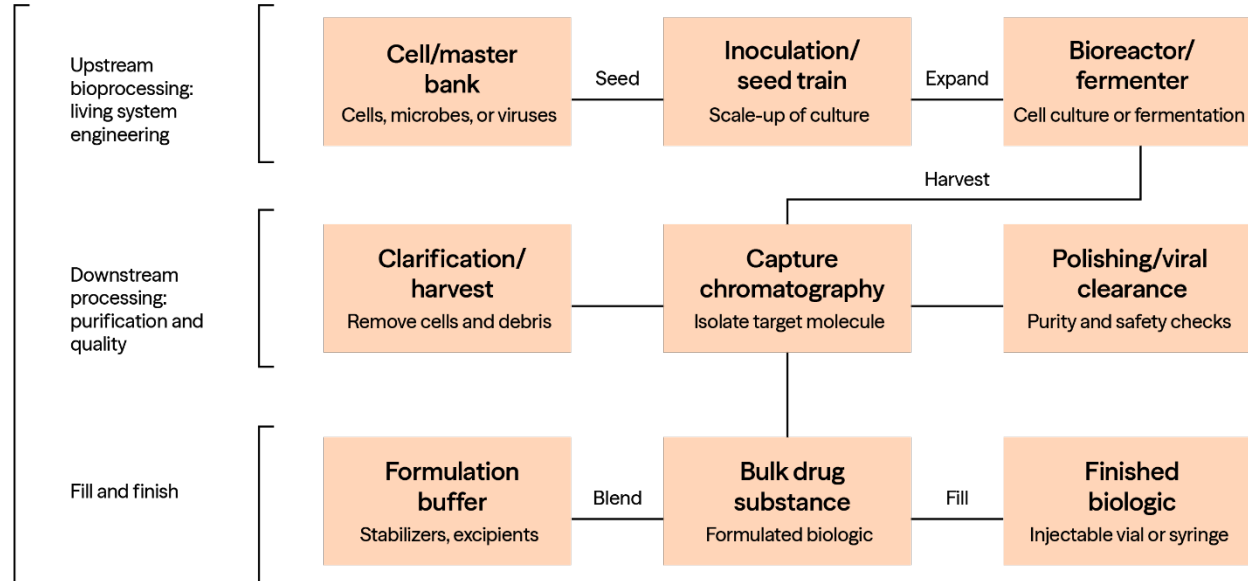 Upstream
bioprocessing:
living system
engineering
Cell/master
bank
Cells, microbes, or viruses
Seed
Inoculation/
seed train
Scale-up of culture
Expand
Bioreactor/
fermenter
Cell culture or fermentation
Harvest
Downstream
processing:
purification and
quality
Clarification/
harvest
Remove cells and debris
Capture
chromatography
Isolate target molecule
Polishing/viral
clearance
Purity and safety checks
Fill and finish
Formulation
buffer
Stabilizers, excipients
Blend
Bulk drug
substance
Formulated biologic
Fill
Finished
biologic
Injectable vial or syringe